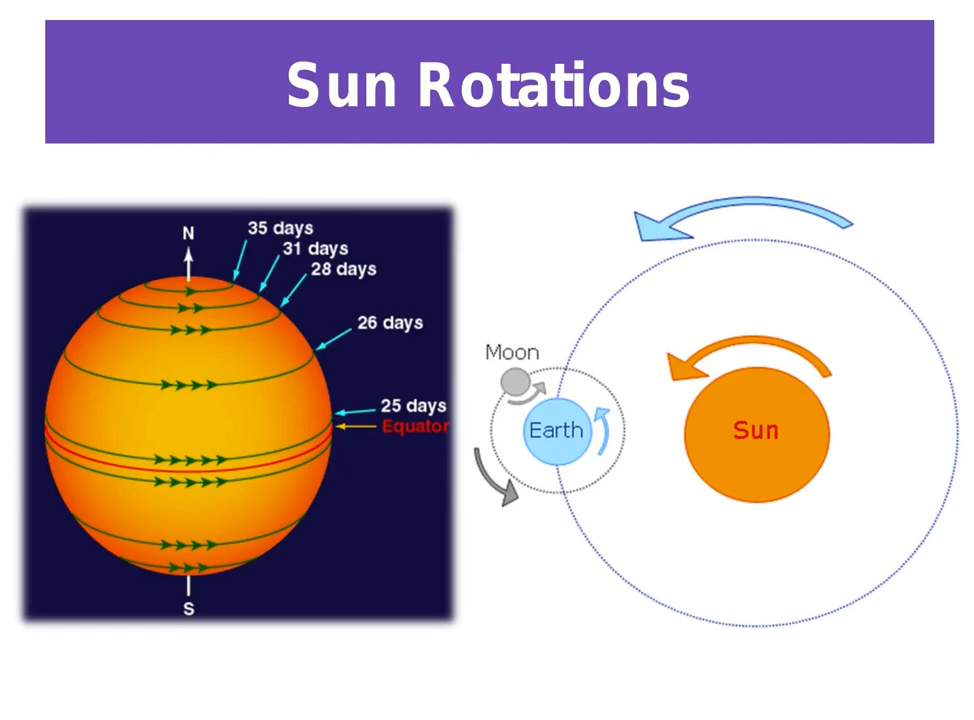 Sun Rotations
N
35 days
31 days
28 days
26 days
25 days
Equator
S
Moon
Earth
Sun